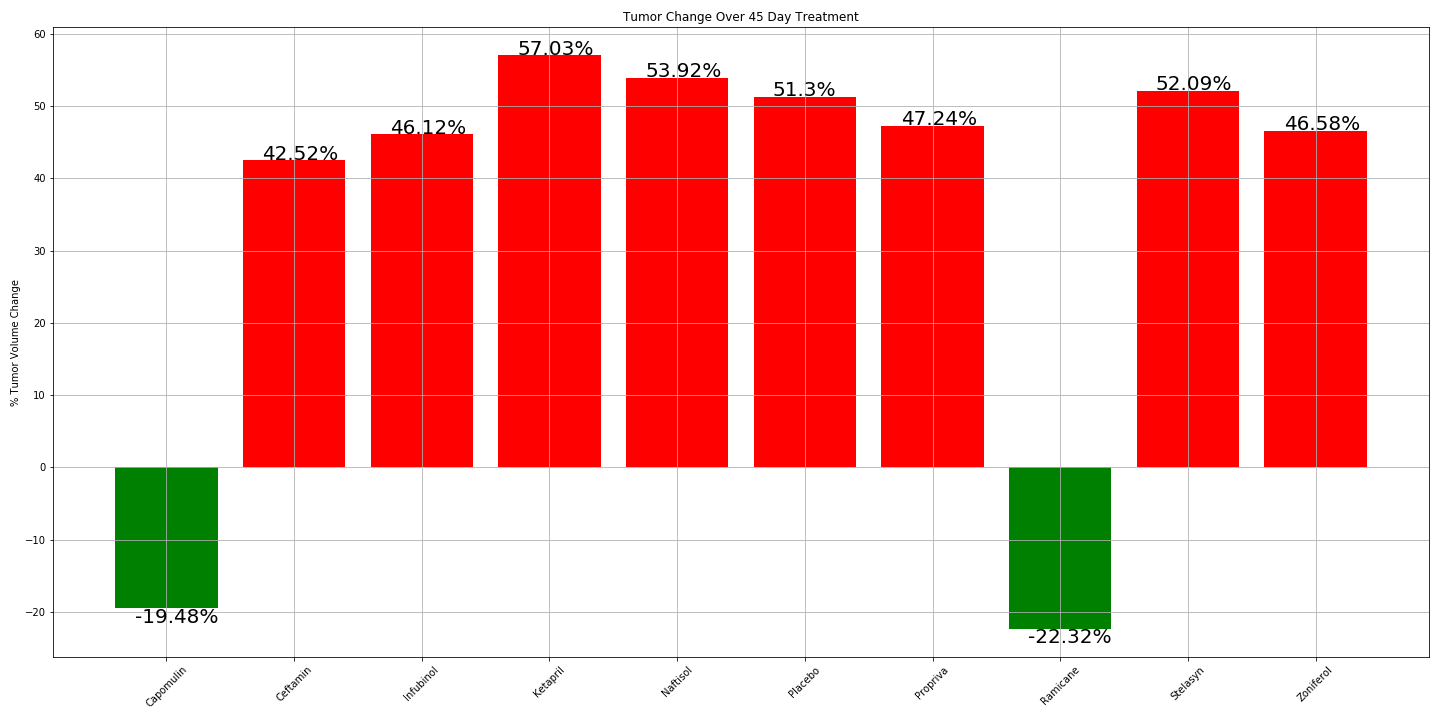 Tumor Change Over 45 Day Treatment
% Tumor Volume Change
60
50
40
30
20
10
0
−10
−20
-19.48%
42.52%
46.12%
57.03%
53.92%
51.3%
47.24%
-22.32%
52.09%
46.58%
Capomulin
Ceftamin
Infubinol
Ketapril
Naftisol
Placebo
Propriva
Ramicane
Stelasyn
Zoniferol